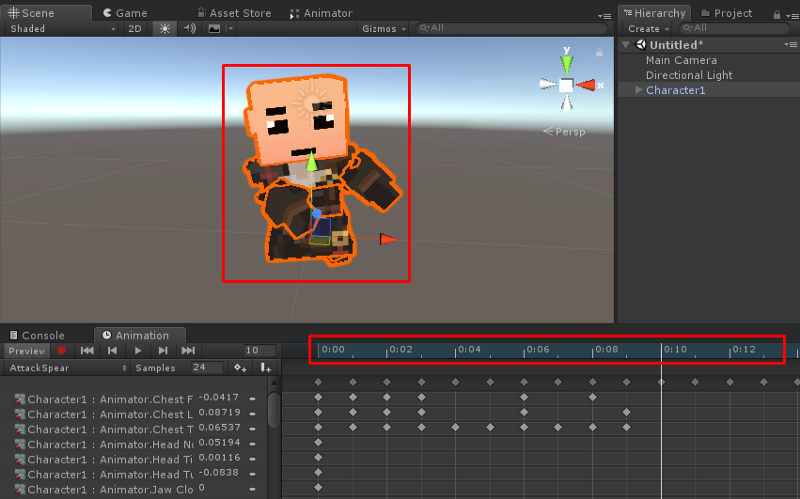 Scene Game Asset Store Animator
Shaded 2D Gizmos All
y
x
Persp
Hierarchy Project
Create All
Untitled*
Main Camera
Directional Light
Character1
Console Animation
Preview 10
AttackSpear Samples 24
0:00 0:02 0:04 0:06 0:08 0:10 0:12
Character1 : Animator.Chest F -0.0417
Character1 : Animator.Chest L 0.08719
Character1 : Animator.Chest T 0.06537
Character1 : Animator.Head No 0.05194
Character1 : Animator.Head Ti 0.00116
Character1 : Animator.Head Tu -0.0838
Character1 : Animator.Jaw Clo 0